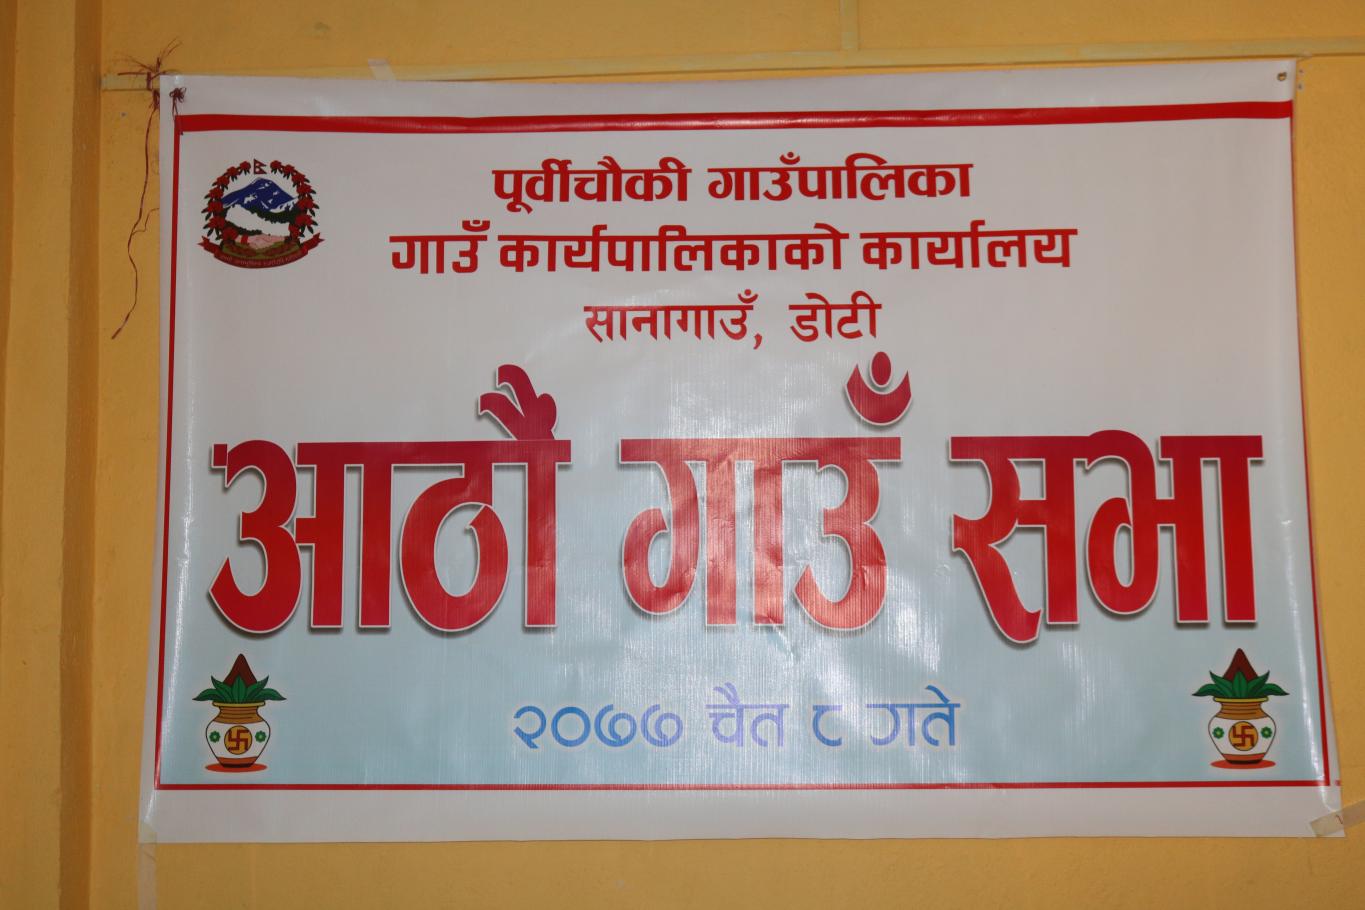 पूर्वीचौकी गाउँपालिका
गाउँ कार्यपालिकाको कार्यालय
सानागाउँ, डोटी
आठौ गाउँ सभा
२०७७ चैत ८ गते